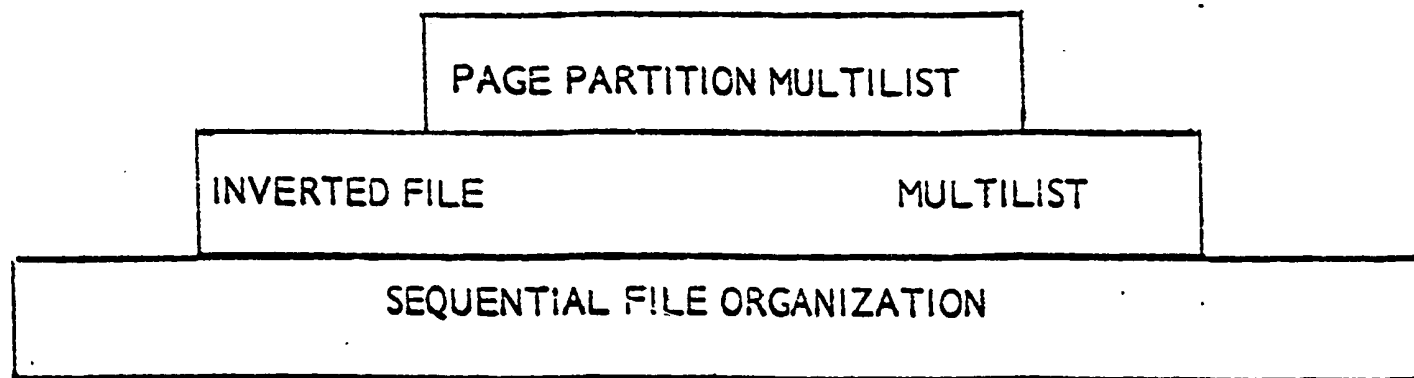 PAGE PARTITION MULTILIST
INVERTED FILE MULTILIST
SEQUENTIAL FILE ORGANIZATION